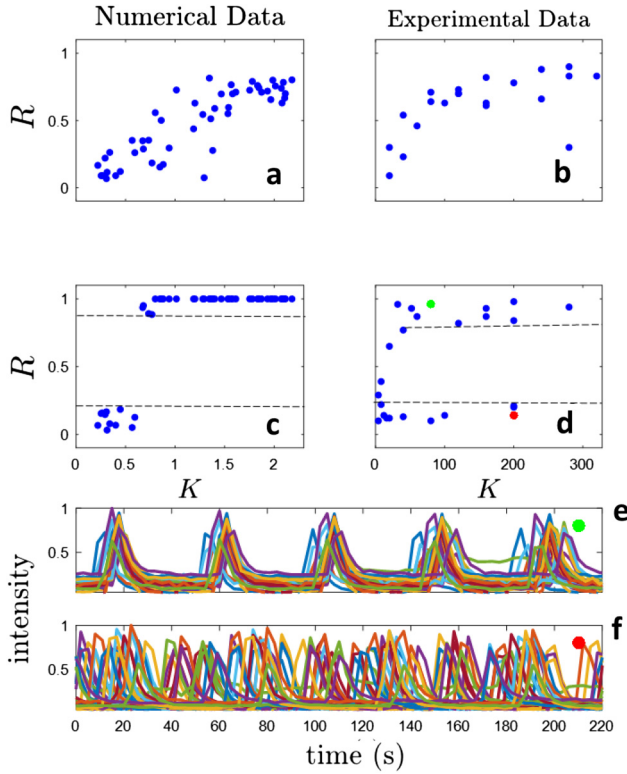 Numerical Data
Experimental Data
1
0.5
0
R
a
b
1
0.5
0
R
c
d
0 0.5 1 1.5 2
0 100 200 300
K
K
1
0.5
e
intensity
1
0.5
f
0 20 40 60 80 100 120 140 160 180 200 220
time (s)